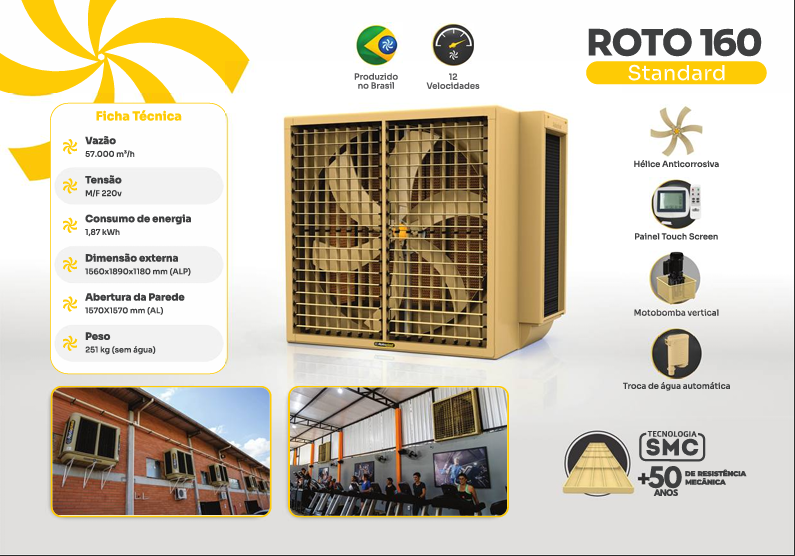 ROTO 160
Standard
Produzido
no Brasil
12
Velocidades
Ficha Técnica
Vazão
57.000 m³/h
Tensão
M/F 220v
Consumo de energia
1,87 kWh
Dimensão externa
1560x1890x1180 mm (ALP)
Abertura da Parede
1570X1570 mm (AL)
Peso
251 kg (sem água)
Hélice Anticorrosiva
Painel Touch Screen
Motobomba vertical
Troca de água automática
TECNOLOGIA
SMC
+50
ANOS
DE RESISTÊNCIA
MECÂNICA